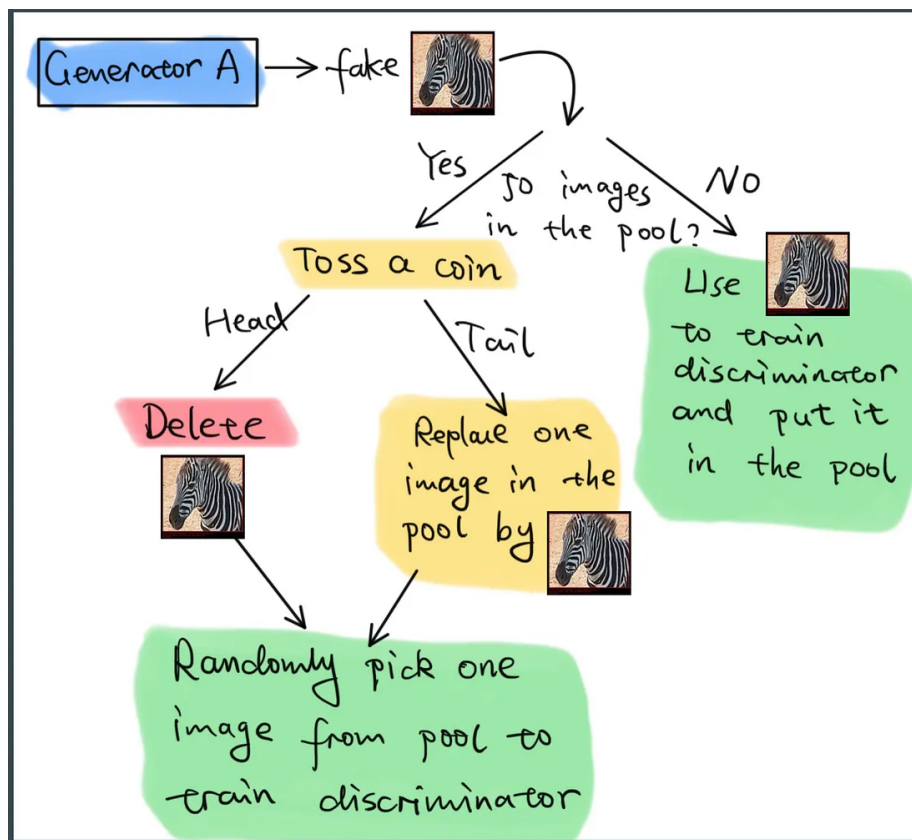 Generator A → fake
Yes
50 images
in the pool?
No
Toss a coin
Use
to train
discriminator
and put it
in the pool
Head
Tail
Delete
Replace one
image in the
pool by
Randomly pick one
image from pool to
train discriminator